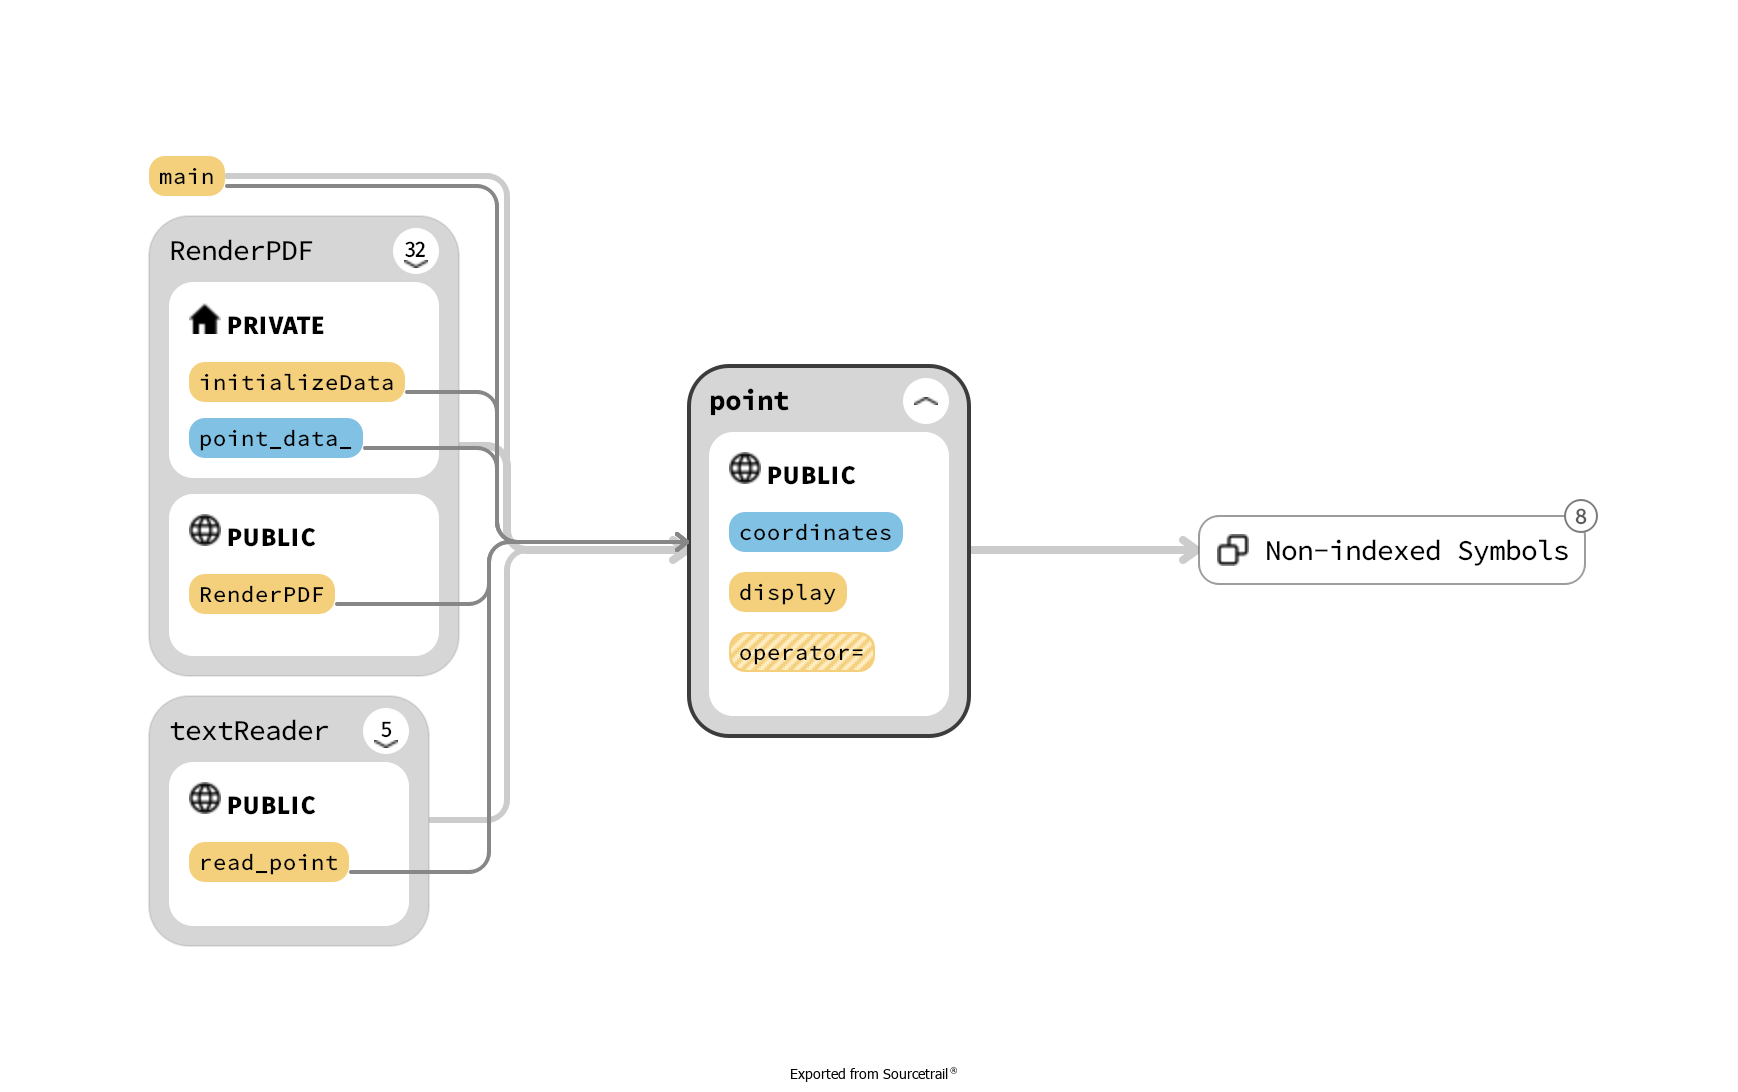 main
RenderPDF
32
PRIVATE
initializeData
point_data_
PUBLIC
RenderPDF
textReader
5
PUBLIC
read_point
point
PUBLIC
coordinates
display
operator=
8
Non-indexed Symbols
Exported from Sourcetrail®